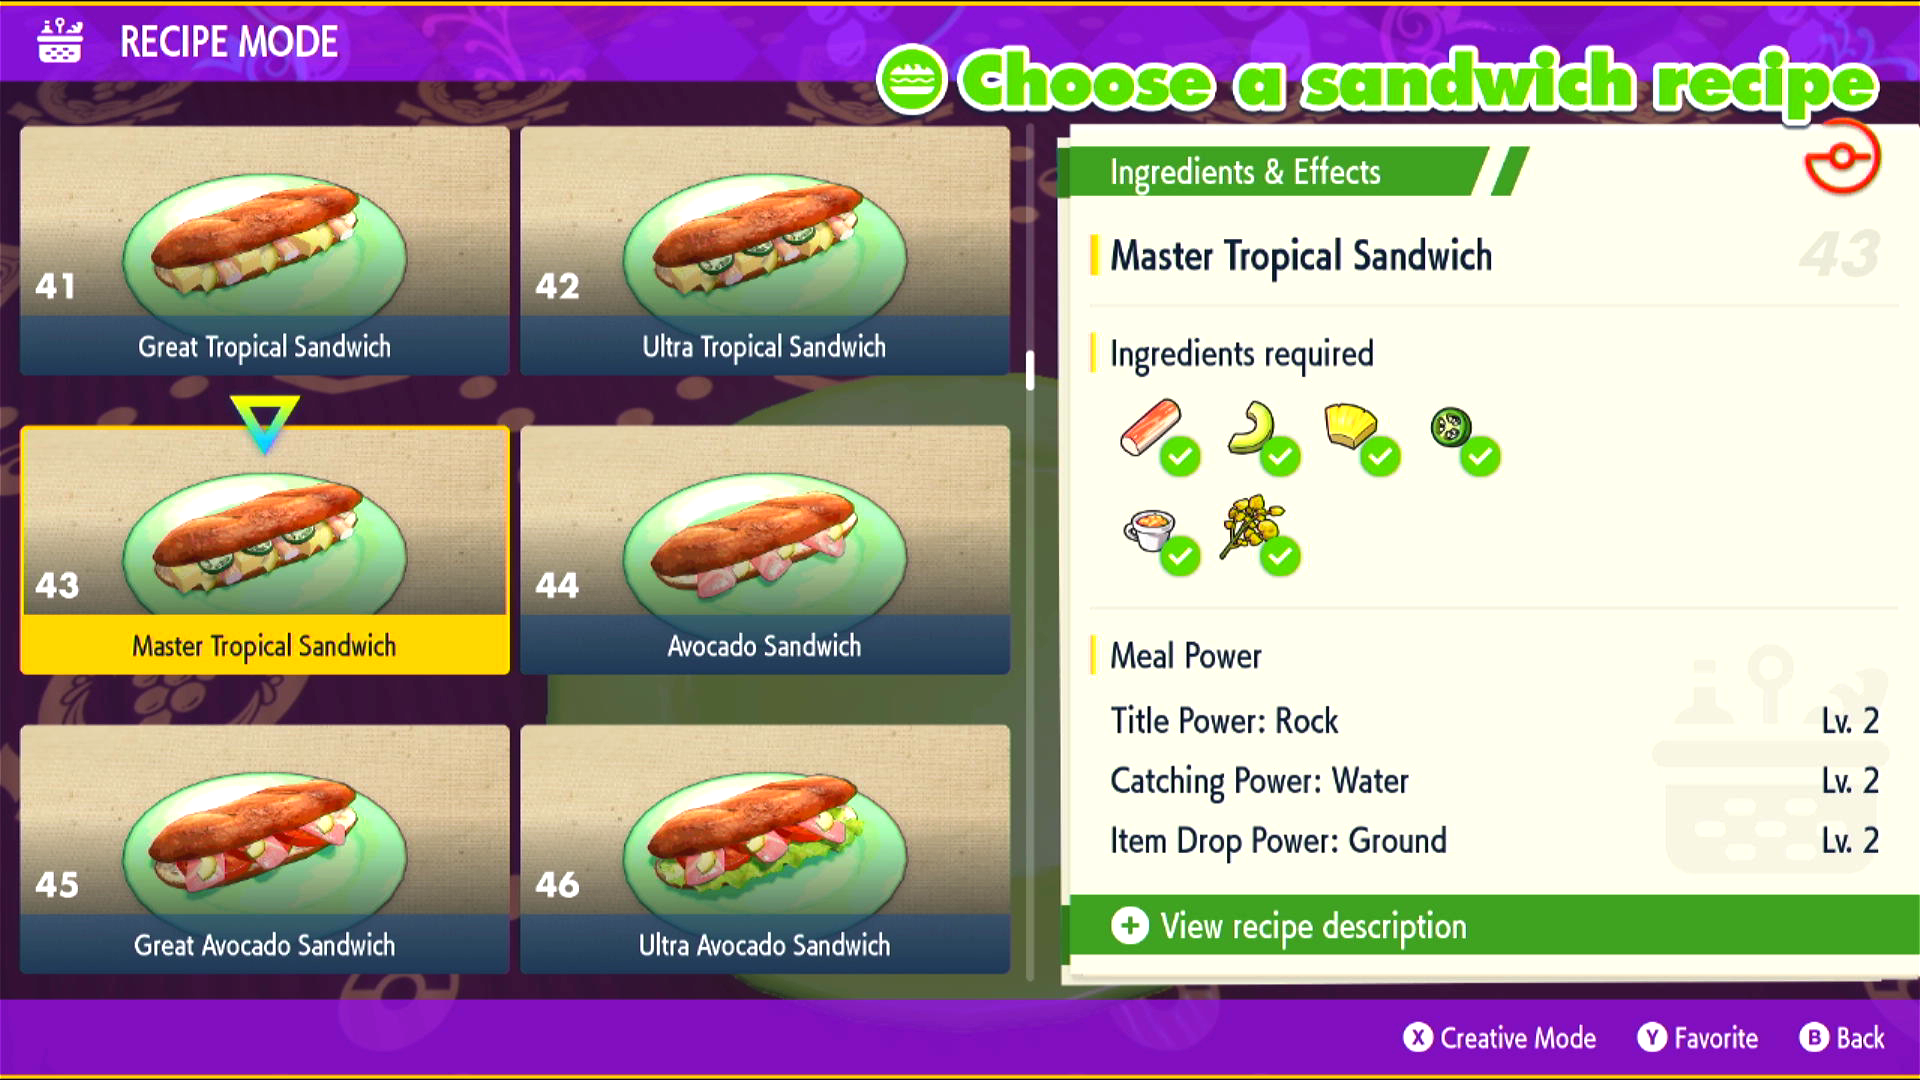 RECIPE MODE
Choose a sandwich recipe
41
Great Tropical Sandwich
42
Ultra Tropical Sandwich
43
Master Tropical Sandwich
44
Avocado Sandwich
45
Great Avocado Sandwich
46
Ultra Avocado Sandwich
Ingredients & Effects
Master Tropical Sandwich
43
Ingredients required
Meal Power
Title Power: Rock Lv. 2
Catching Power: Water Lv. 2
Item Drop Power: Ground Lv. 2
+ View recipe description
X Creative Mode Y Favorite B Back